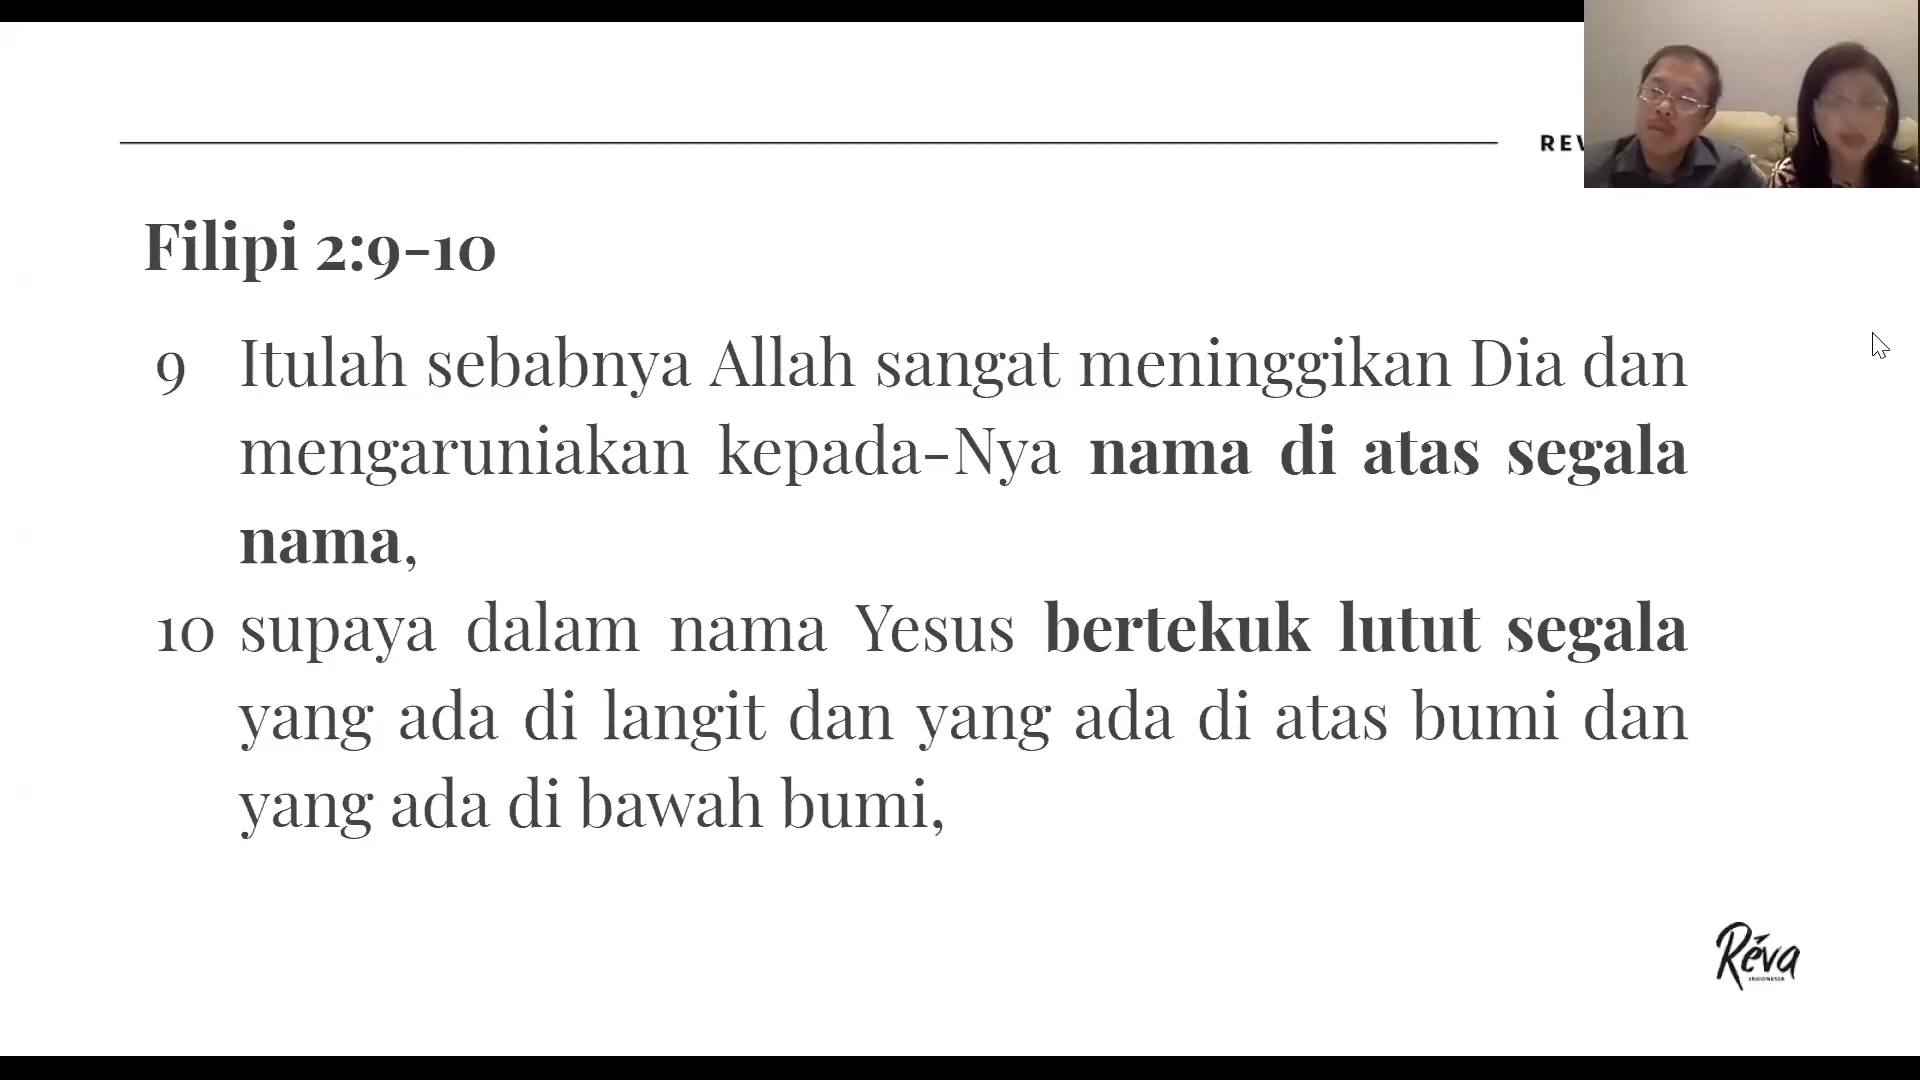 Filipi 2:9-10
9 Itulah sebabnya Allah sangat meninggikan Dia dan
mengaruniakan kepada-Nya nama di atas segala
nama,
10 supaya dalam nama Yesus bertekuk lutut segala
yang ada di langit dan yang ada di atas bumi dan
yang ada di bawah bumi,
Réva
INDONESIA